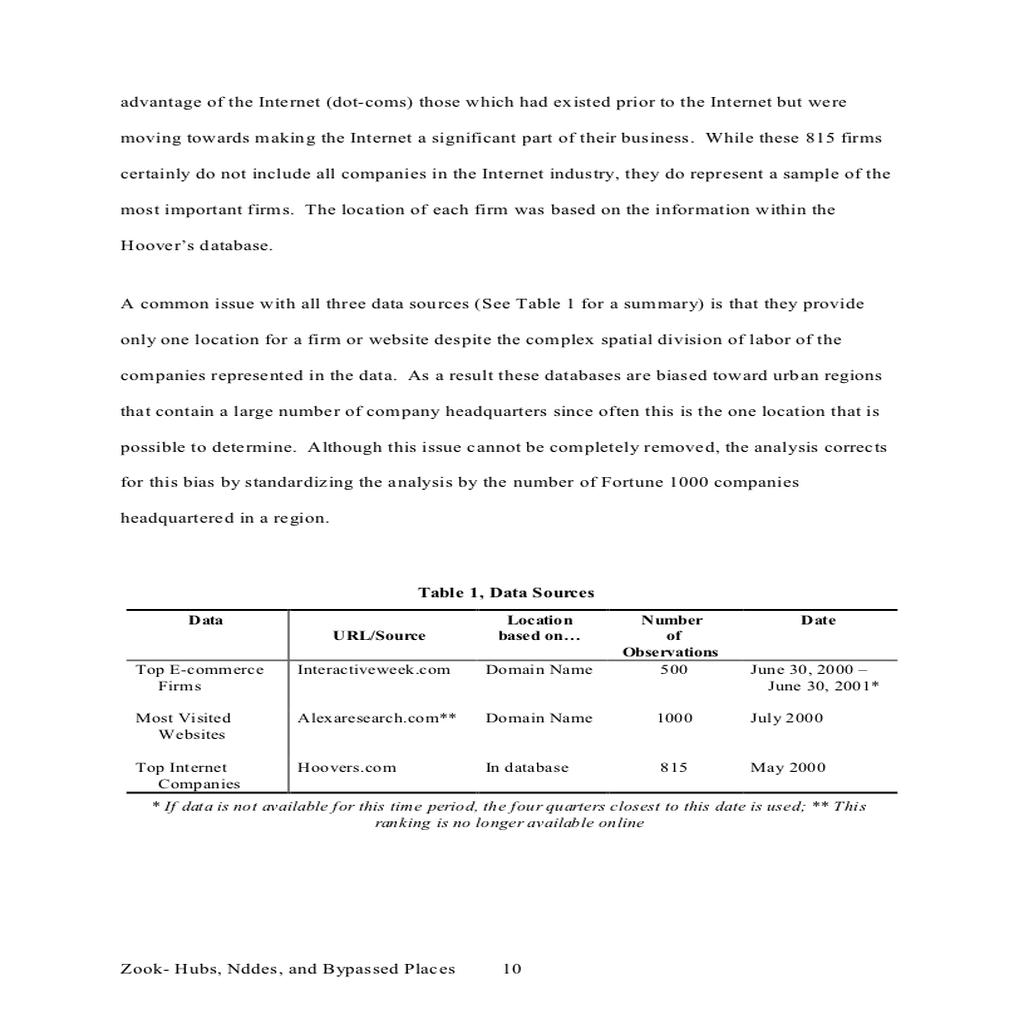 advantage of the Internet (dot-coms) those which had existed prior to the Internet but were
moving towards making the Internet a significant part of their business.  While these 815 firms
certainly do not include all companies in the Internet industry, they do represent a sample of the
most important firms.  The location of each firm was based on the information within the
Hoover's database.
A common issue with all three data sources (See Table 1 for a summary) is that they provide
only one location for a firm or website despite the complex spatial division of labor of the
companies represented in the data.  As a result these databases are biased toward urban regions
that contain a large number of company headquarters since often this is the one location that is
possible to determine.  Although this issue cannot be completely removed, the analysis corrects
for this bias by standardizing the analysis by the number of Fortune 1000 companies
headquartered in a region.
Table 1, Data Sources
Data URL/Source Location based on… Number of Observations Date
Top E-commerce Firms Interactiveweek.com Domain Name 500 June 30, 2000 – June 30, 2001*
Most Visited Websites Alexaresearch.com** Domain Name 1000 July 2000
Top Internet Companies Hoovers.com In database 815 May 2000
* If data is not available for this time period, the four quarters closest to this date is used; ** This
ranking is no longer available online
Zook- Hubs, Nddes, and Bypassed Places 10